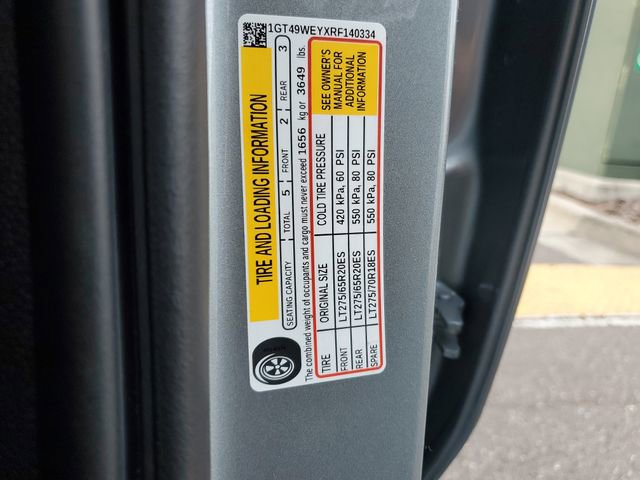 1GT49WEYXRF140334
TIRE AND LOADING INFORMATION
SEATING CAPACITY TOTAL 5 FRONT 2 REAR 3
The combined weight of occupants and cargo must never exceed 1656 kg or 3649 lbs.
TIRE ORIGINAL SIZE COLD TIRE PRESSURE
FRONT LT275/65R20ES 420 kPa, 60 PSI
REAR LT275/65R20ES 550 kPa, 80 PSI
SPARE LT275/70R18ES 550 kPa, 80 PSI
SEE OWNER'S
MANUAL FOR
ADDITIONAL
INFORMATION